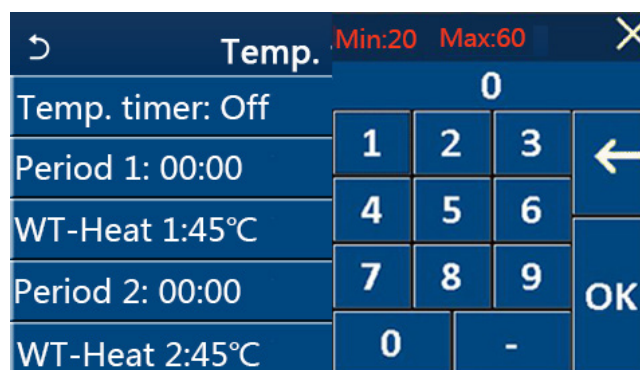 Temp.
Temp. timer: Off
Period 1: 00:00
WT-Heat 1:45℃
Period 2: 00:00
WT-Heat 2:45℃
Min:20 Max:60
0
1 2 3
4 5 6
7 8 9
OK
0 -